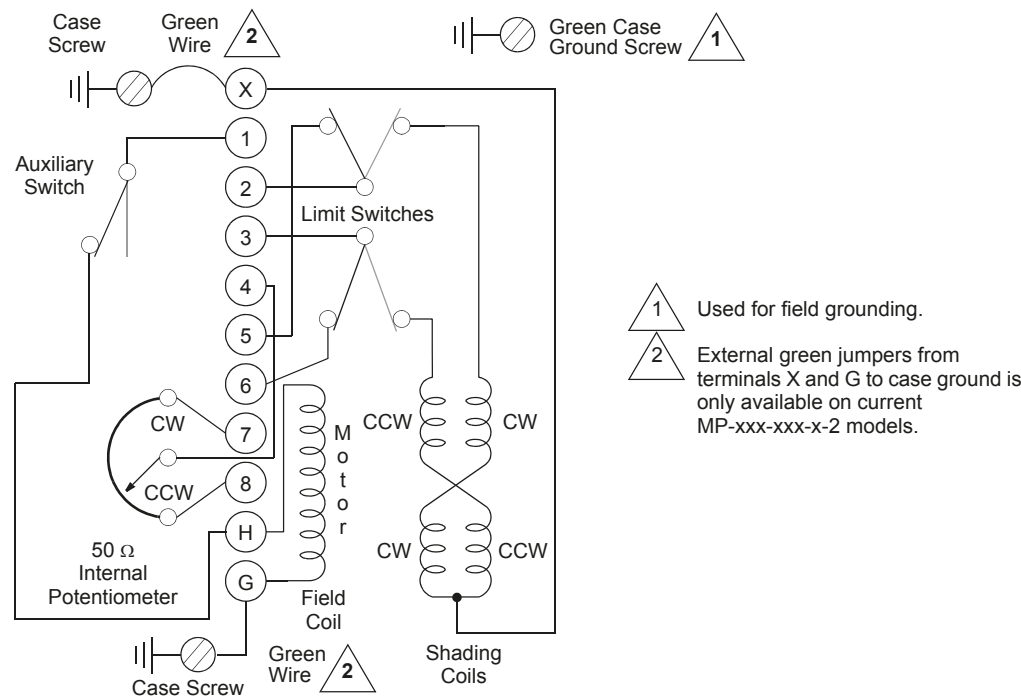 Case
Screw
Green
Wire
2
Green Case
Ground Screw
1
X
1
Auxiliary
Switch
2
Limit Switches
3
4
5
6
CW
7
CCW
8
H
50 Ω
Internal
Potentiometer
G
M
o
t
o
r
Field
Coil
CCW
CW
CW
CCW
Shading
Coils
Case Screw
Green
Wire
2
1
Used for field grounding.
2
External green jumpers from
terminals X and G to case ground is
only available on current
MP-xxx-xxx-x-2 models.